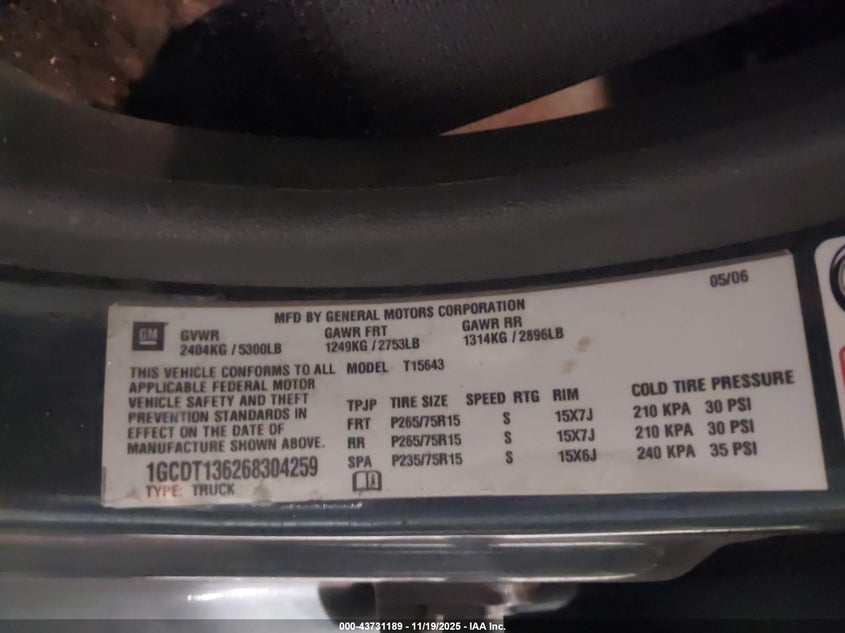 05/06
MFD BY GENERAL MOTORS CORPORATION
GM
GVWR GAWR FRT GAWR RR
2404KG / 5300LB 1249KG / 2753LB 1314KG / 2896LB
THIS VEHICLE CONFORMS TO ALL
APPLICABLE FEDERAL MOTOR
VEHICLE SAFETY AND THEFT
PREVENTION STANDARDS IN
EFFECT ON THE DATE OF
MANUFACTURE SHOWN ABOVE.
1GCDT136268304259
TYPE: TRUCK
MODEL T15643
TPJP TIRE SIZE SPEED RTG RIM COLD TIRE PRESSURE
FRT P265/75R15 S 15X7J 210 KPA 30 PSI
RR P265/75R15 S 15X7J 210 KPA 30 PSI
SPA P235/75R15 S 15X6J 240 KPA 35 PSI
000-43731189 - 11/19/2025 - IAA Inc.